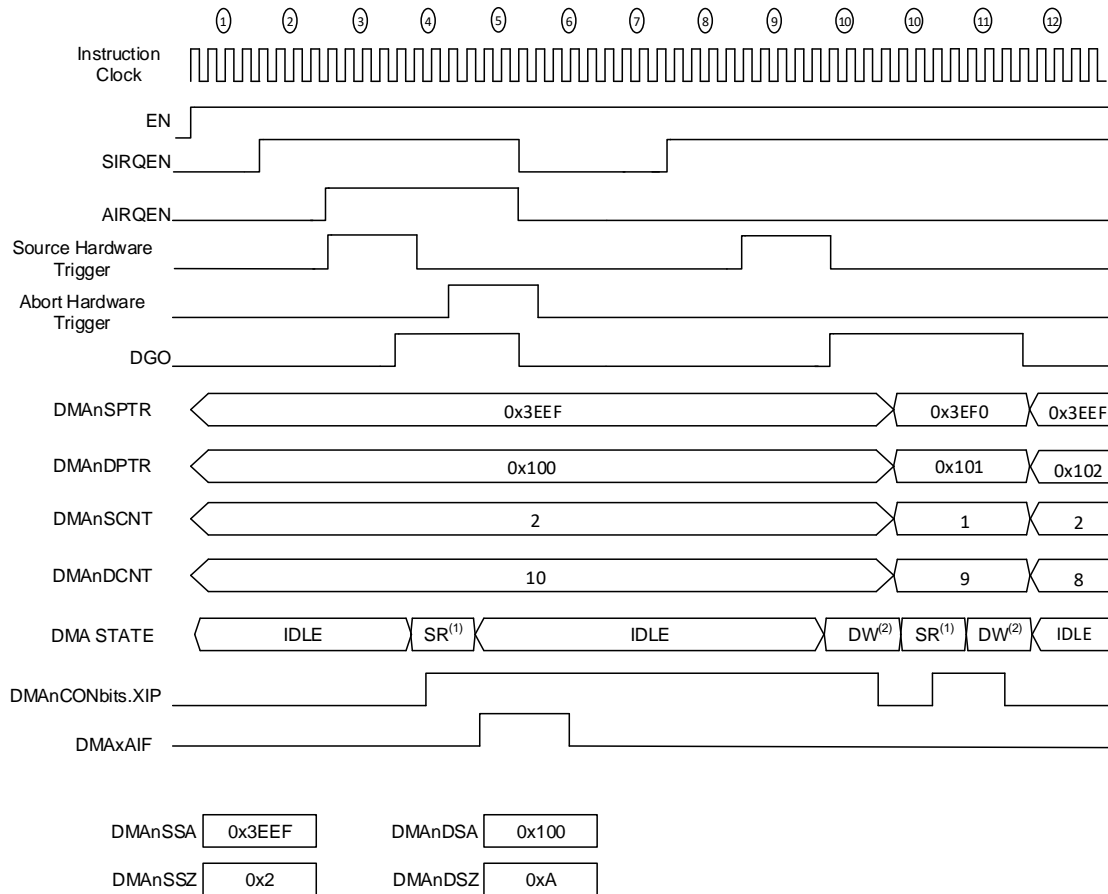 1 2 3 4 5 6 7 8 9 10 10 11 12
Instruction
Clock
EN
SIRQEN
AIRQEN
Source Hardware
Trigger
Abort Hardware
Trigger
DGO
DMAnSPTR 0x3EEF 0x3EF0 0x3EEF
DMAnDPTR 0x100 0x101 0x102
DMAnSCNT 2 1 2
DMAnDCNT 10 9 8
DMA STATE IDLE SR(1) IDLE DW(2) SR(1) DW(2) IDLE
DMAnCONbits.XIP
DMAxAIF
DMAnSSA 0x3EEF DMAnDSA 0x100
DMAnSSZ 0x2 DMAnDSZ 0xA